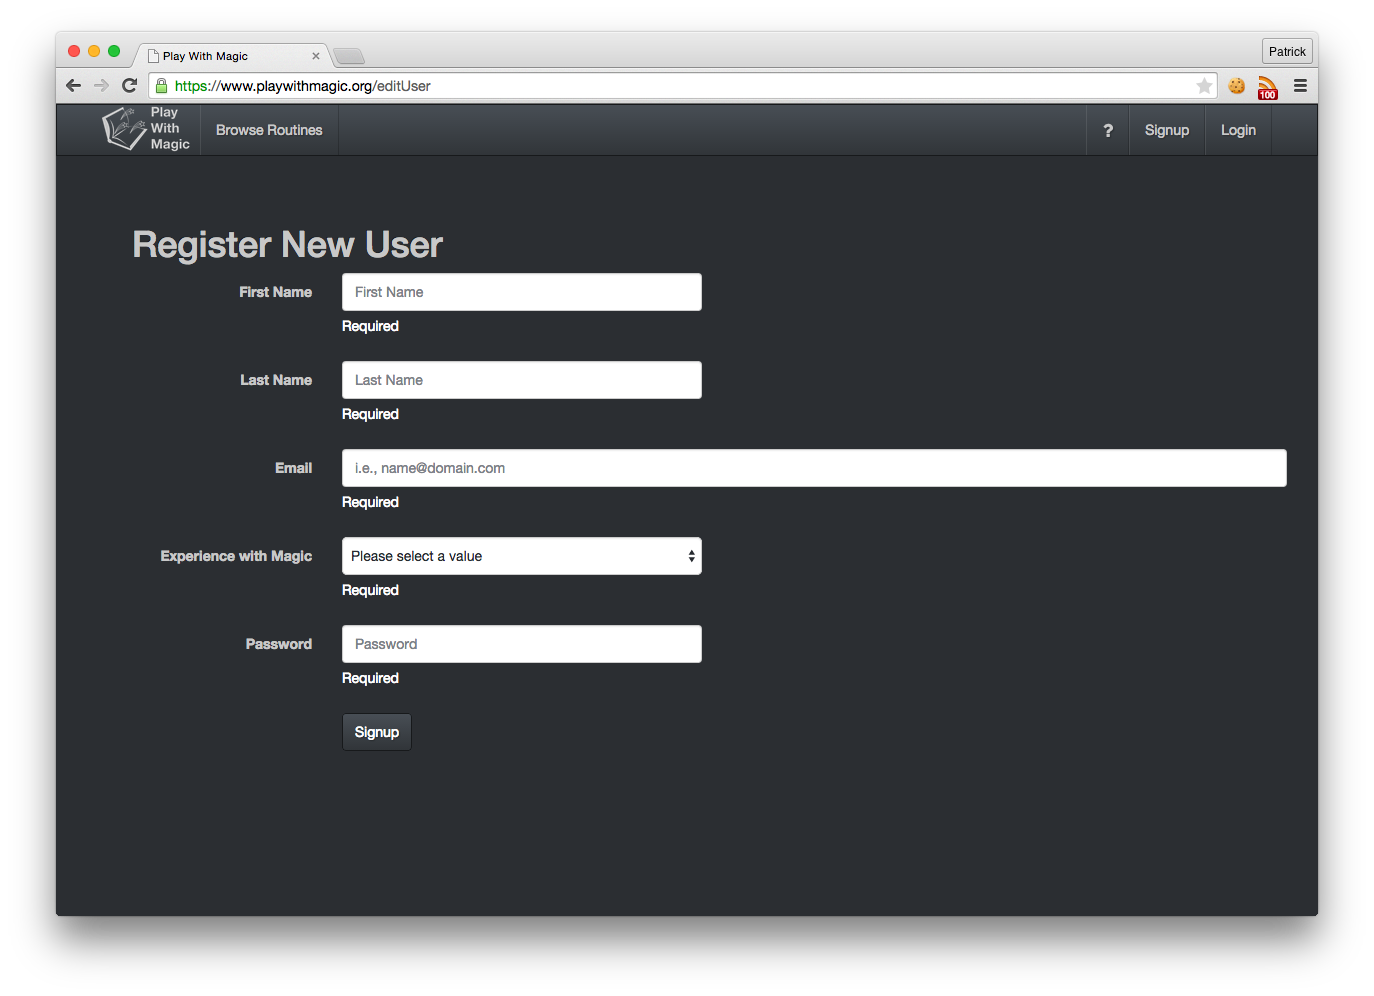 Play With Magic
Patrick
https://www.playwithmagic.org/editUser
100
Play
With
Magic
Browse Routines
?
Signup
Login
Register New User
First Name
First Name
Required
Last Name
Last Name
Required
Email
i.e., name@domain.com
Required
Experience with Magic
Please select a value
Required
Password
Password
Required
Signup